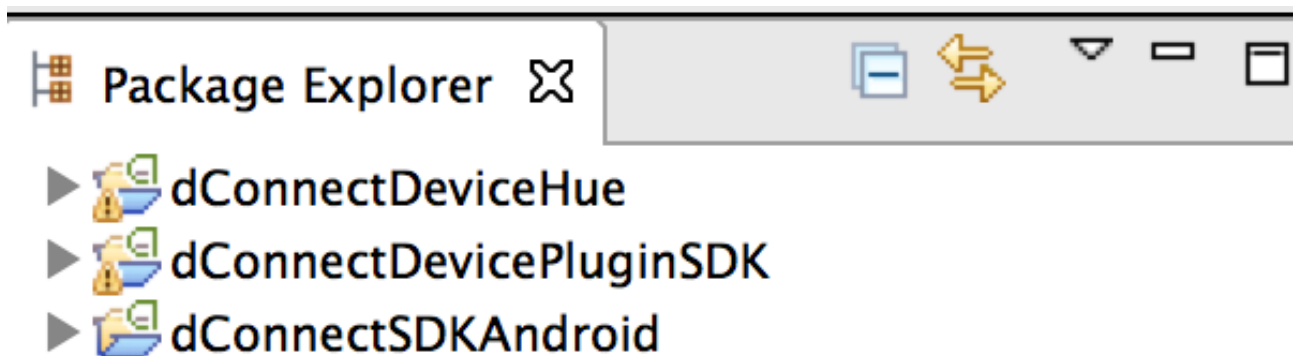 Package Explorer
dConnectDeviceHue
dConnectDevicePluginSDK
dConnectSDKAndroid